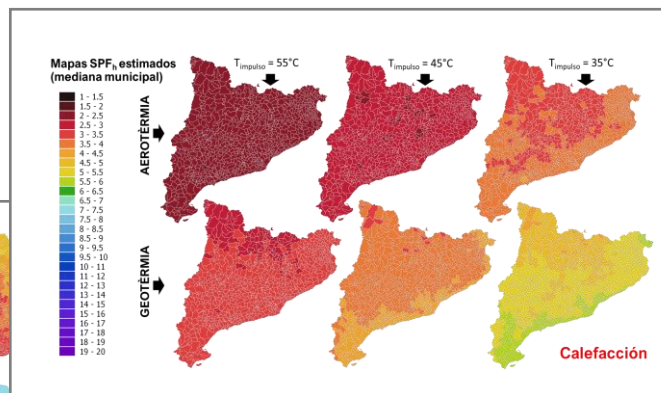 Mapas SPFh estimados
(mediana municipal)
1 - 1.5
1.5 - 2
2 - 2.5
2.5 - 3
3 - 3.5
3.5 - 4
4 - 4.5
4.5 - 5
5 - 5.5
5.5 - 6
6 - 6.5
6.5 - 7
7 - 7.5
7.5 - 8
8 - 8.5
8.5 - 9
9 - 9.5
9.5 - 10
10 - 11
11 - 12
12 - 13
13 - 14
14 - 15
15 - 16
16 - 17
17 - 18
18 - 19
19 - 20
Timpulso = 55°C
Timpulso = 45°C
Timpulso = 35°C
AEROTÈRMIA
GEOTÈRMIA
Calefacción